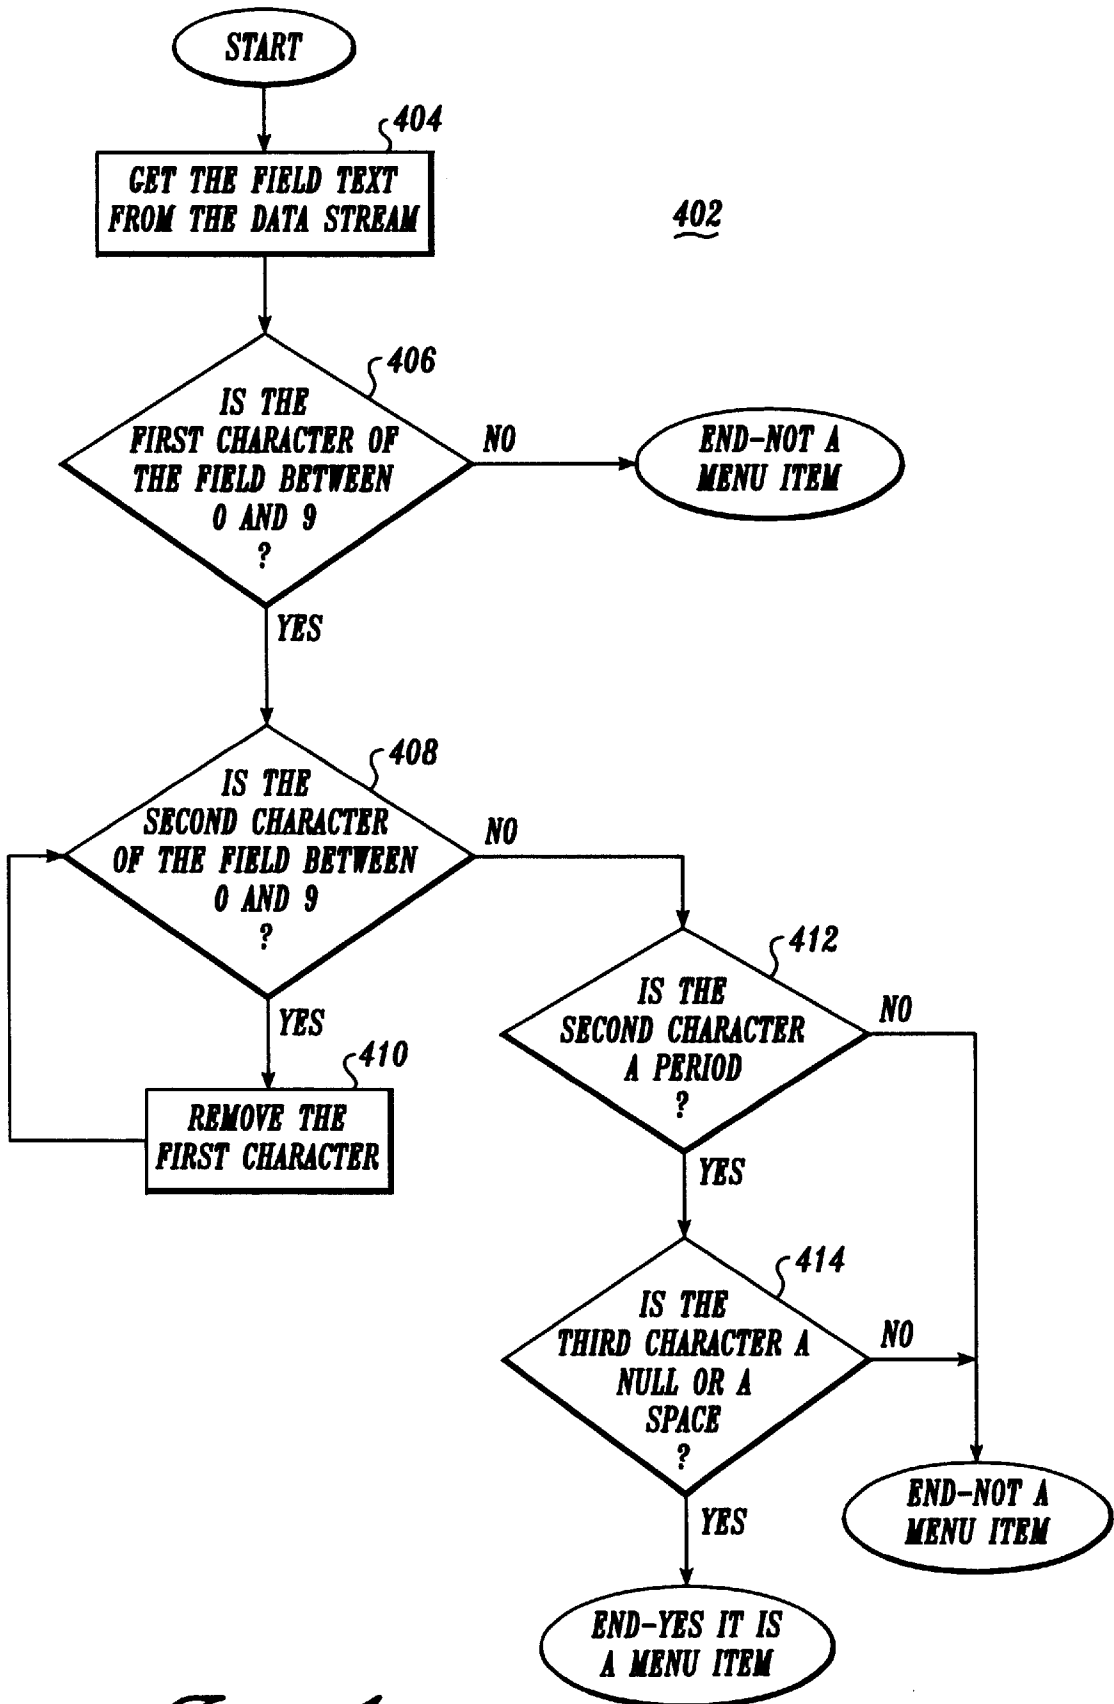 START
404
GET THE FIELD TEXT
FROM THE DATA STREAM
402
406
IS THE
FIRST CHARACTER OF
THE FIELD BETWEEN
0 AND 9
?
NO
END-NOT A
MENU ITEM
YES
408
IS THE
SECOND CHARACTER
OF THE FIELD BETWEEN
0 AND 9
?
NO
YES
410
REMOVE THE
FIRST CHARACTER
412
IS THE
SECOND CHARACTER
A PERIOD
?
NO
YES
414
IS THE
THIRD CHARACTER A
NULL OR A
SPACE
?
NO
YES
END-NOT A
MENU ITEM
END-YES IT IS
A MENU ITEM